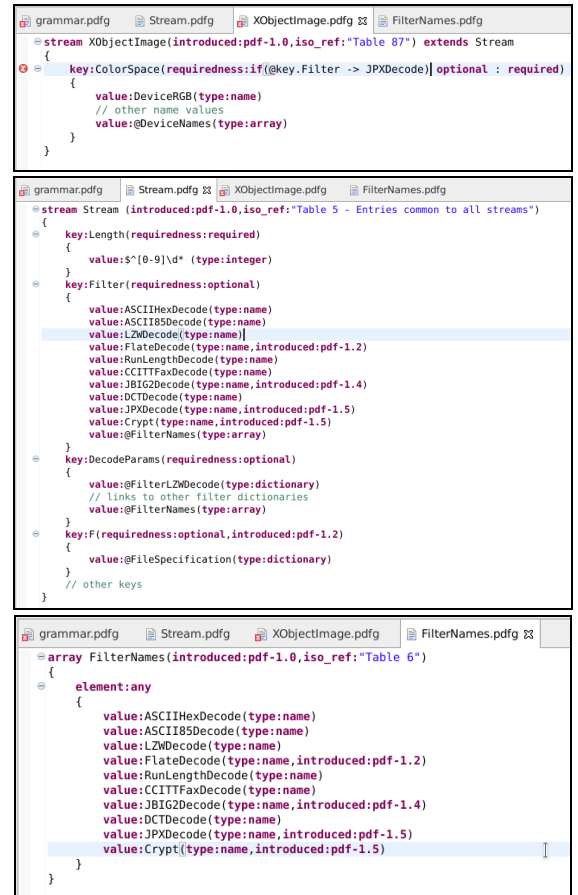 grammar.pdfg Stream.pdfg XObjectImage.pdfg FilterNames.pdfg
stream XObjectImage(introduced:pdf-1.0,iso_ref:"Table 87") extends Stream
{
key:ColorSpace(requiredness:if(@key.Filter -> JPXDecode) optional : required)
{
value:DeviceRGB(type:name)
// other name values
value:@DeviceNames(type:array)
}
}
grammar.pdfg Stream.pdfg XObjectImage.pdfg FilterNames.pdfg
stream Stream (introduced:pdf-1.0,iso_ref:"Table 5 - Entries common to all streams")
{
key:Length(requiredness:required)
{
value:$^[0-9]\d* (type:integer)
}
key:Filter(requiredness:optional)
{
value:ASCIIHexDecode(type:name)
value:ASCII85Decode(type:name)
value:LZWDecode(type:name)
value:FlateDecode(type:name,introduced:pdf-1.2)
value:RunLengthDecode(type:name)
value:CCITTFaxDecode(type:name)
value:JBIG2Decode(type:name,introduced:pdf-1.4)
value:DCTDecode(type:name)
value:JPXDecode(type:name,introduced:pdf-1.5)
value:Crypt(type:name,introduced:pdf-1.5)
value:@FilterNames(type:array)
}
key:DecodeParams(requiredness:optional)
{
value:@FilterLZWDecode(type:dictionary)
// links to other filter dictionaries
value:@FilterNames(type:array)
}
key:F(requiredness:optional,introduced:pdf-1.2)
{
value:@FileSpecification(type:dictionary)
}
// other keys
}
grammar.pdfg Stream.pdfg XObjectImage.pdfg FilterNames.pdfg
array FilterNames(introduced:pdf-1.0,iso_ref:"Table 6")
{
element:any
{
value:ASCIIHexDecode(type:name)
value:ASCII85Decode(type:name)
value:LZWDecode(type:name)
value:FlateDecode(type:name,introduced:pdf-1.2)
value:RunLengthDecode(type:name)
value:CCITTFaxDecode(type:name)
value:JBIG2Decode(type:name,introduced:pdf-1.4)
value:DCTDecode(type:name)
value:JPXDecode(type:name,introduced:pdf-1.5)
value:Crypt(type:name,introduced:pdf-1.5)
}
}